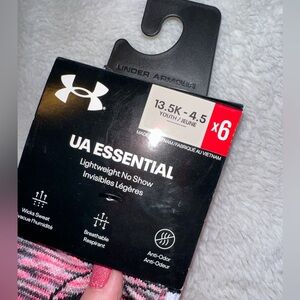 UNDER ARMOUR
13.5K - 4.5
YOUTH / JEUNE
x6
UA ESSENTIAL
Lightweight No Show
Invisibles Légères
Wicks Sweat
Breathable
Respirant
Anti-Odor
Anti-Odeur